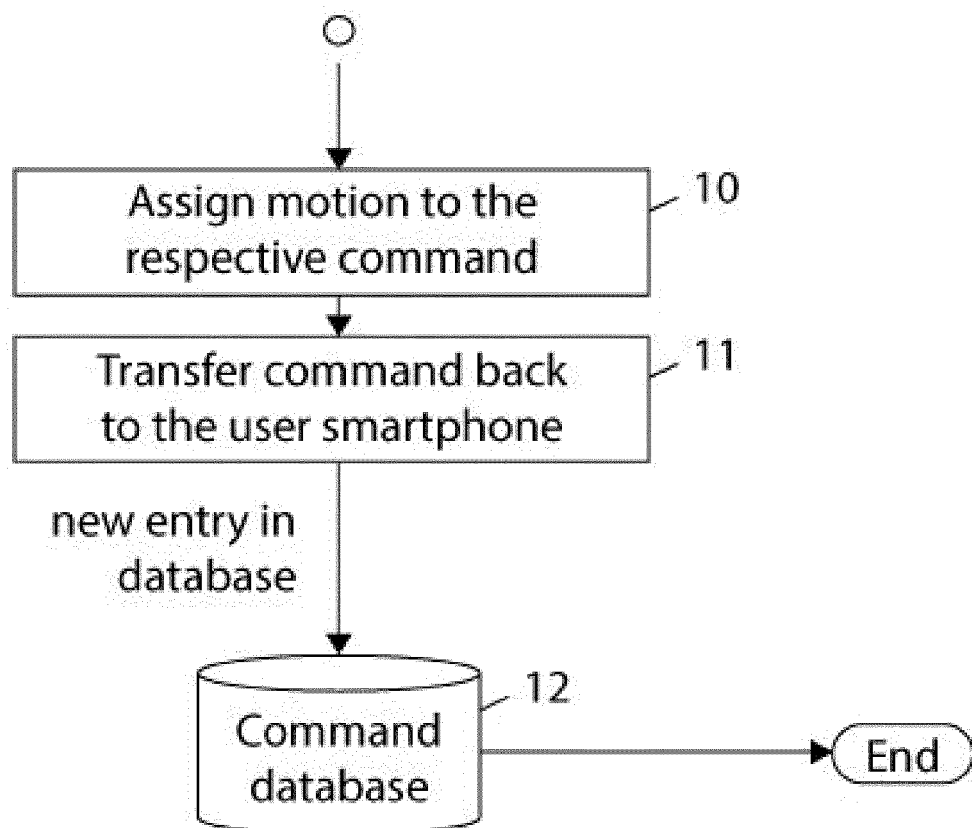 Assign motion to the
respective command
10
Transfer command back
to the user smartphone
11
new entry in
database
12
Command
database
End